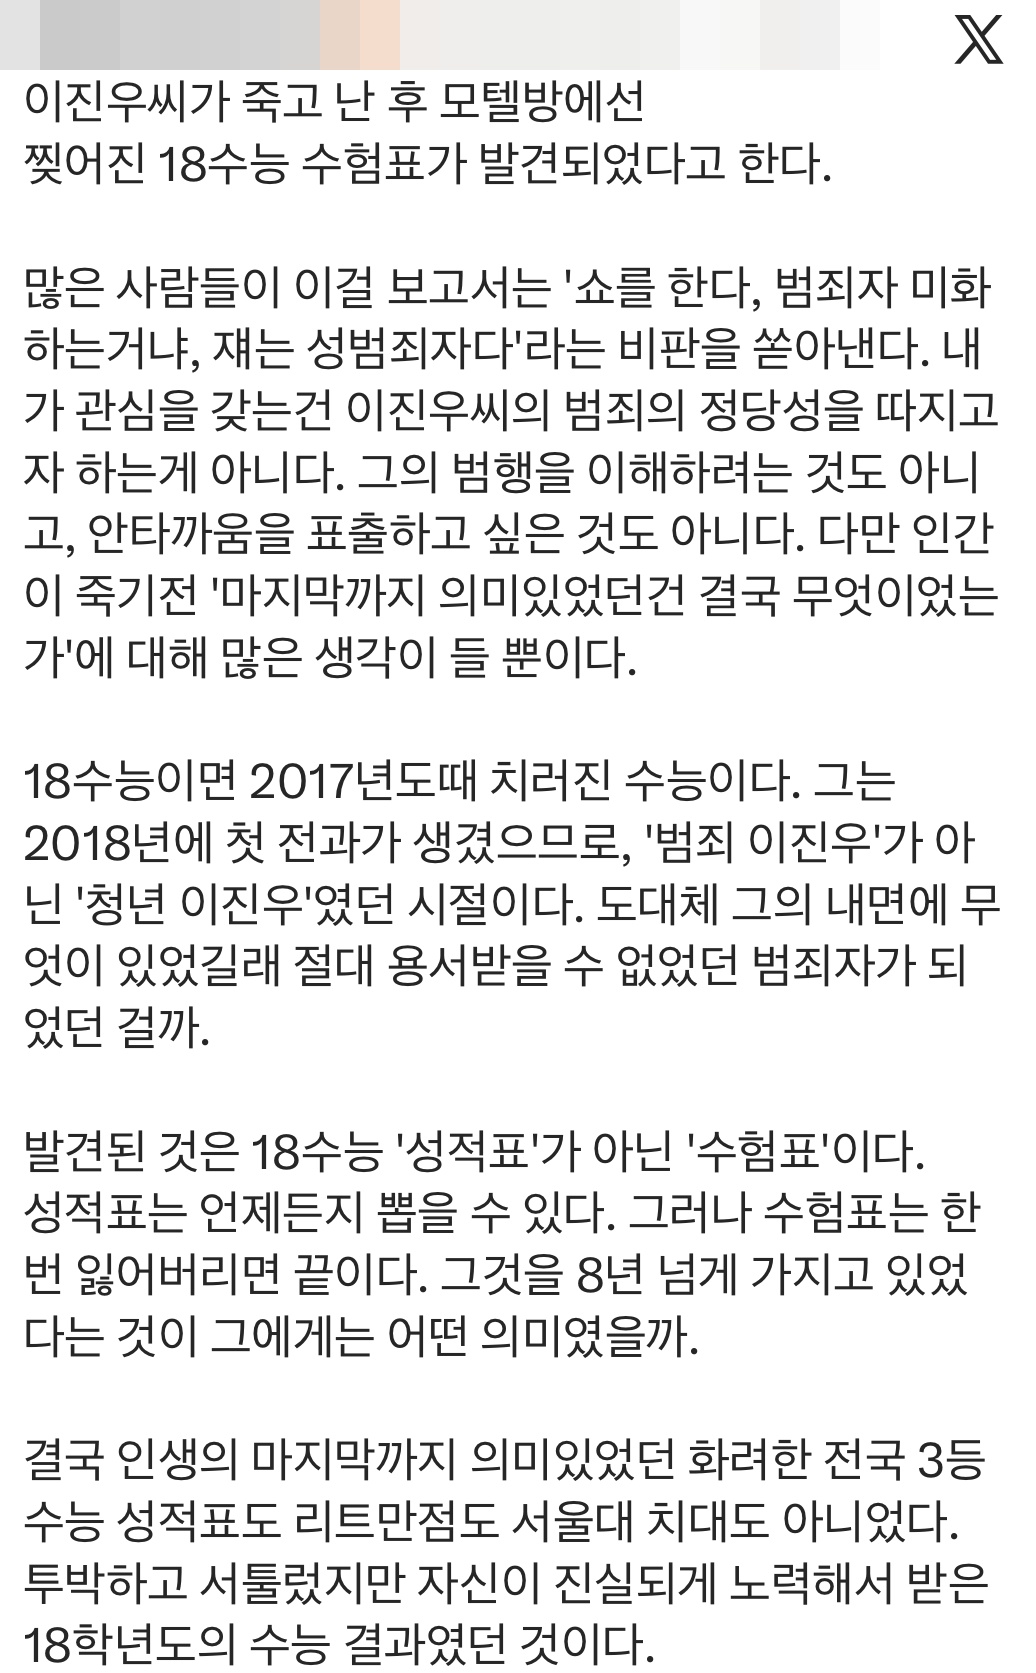 이진우씨가 죽고 난 후 모텔방에선
찢어진 18수능 수험표가 발견되었다고 한다.
많은 사람들이 이걸 보고서는 '쇼를 한다, 범죄자 미화
하는거냐, 쟤는 성범죄자다'라는 비판을 쏟아낸다. 내
가 관심을 갖는건 이진우씨의 범죄의 정당성을 따지고
자 하는게 아니다. 그의 범행을 이해하려는 것도 아니
고, 안타까움을 표출하고 싶은 것도 아니다. 다만 인간
이 죽기전 '마지막까지 의미있었던건 결국 무엇이었는
가'에 대해 많은 생각이 들 뿐이다.
18수능이면 2017년도때 치러진 수능이다. 그는
2018년에 첫 전과가 생겼으므로, '범죄 이진우'가 아
닌 '청년 이진우'였던 시절이다. 도대체 그의 내면에 무
엇이 있었길래 절대 용서받을 수 없었던 범죄자가 되
었던 걸까.
발견된 것은 18수능 '성적표'가 아닌 '수험표'이다.
성적표는 언제든지 뽑을 수 있다. 그러나 수험표는 한
번 잃어버리면 끝이다. 그것을 8년 넘게 가지고 있었
다는 것이 그에게는 어떤 의미였을까.
결국 인생의 마지막까지 의미있었던 화려한 전국 3등
수능 성적표도 리트만점도 서울대 치대도 아니었다.
투박하고 서툴렀지만 자신이 진실되게 노력해서 받은
18학년도의 수능 결과였던 것이다.